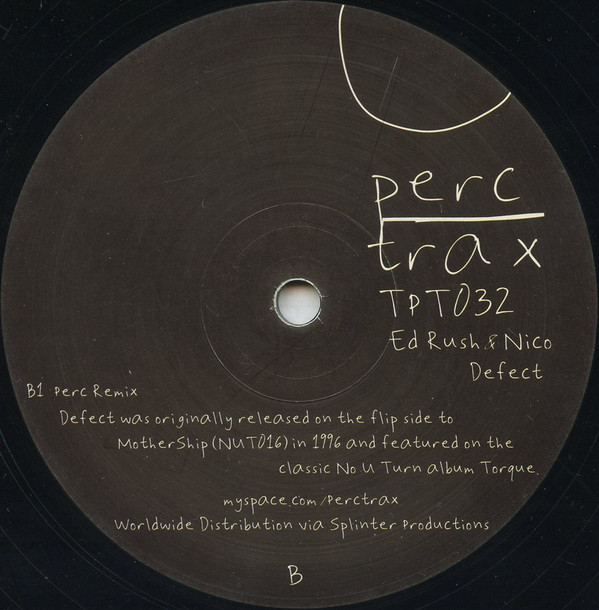 perc
trax
TPT032
Ed Rush & Nico
Defect
B1 Perc Remix
Defect was originally released on the flip side to
MotherShip (NUT016) in 1996 and featured on the
classic No U Turn album Torque.
myspace.com/perctrax
Worldwide Distribution via Splinter Productions
B